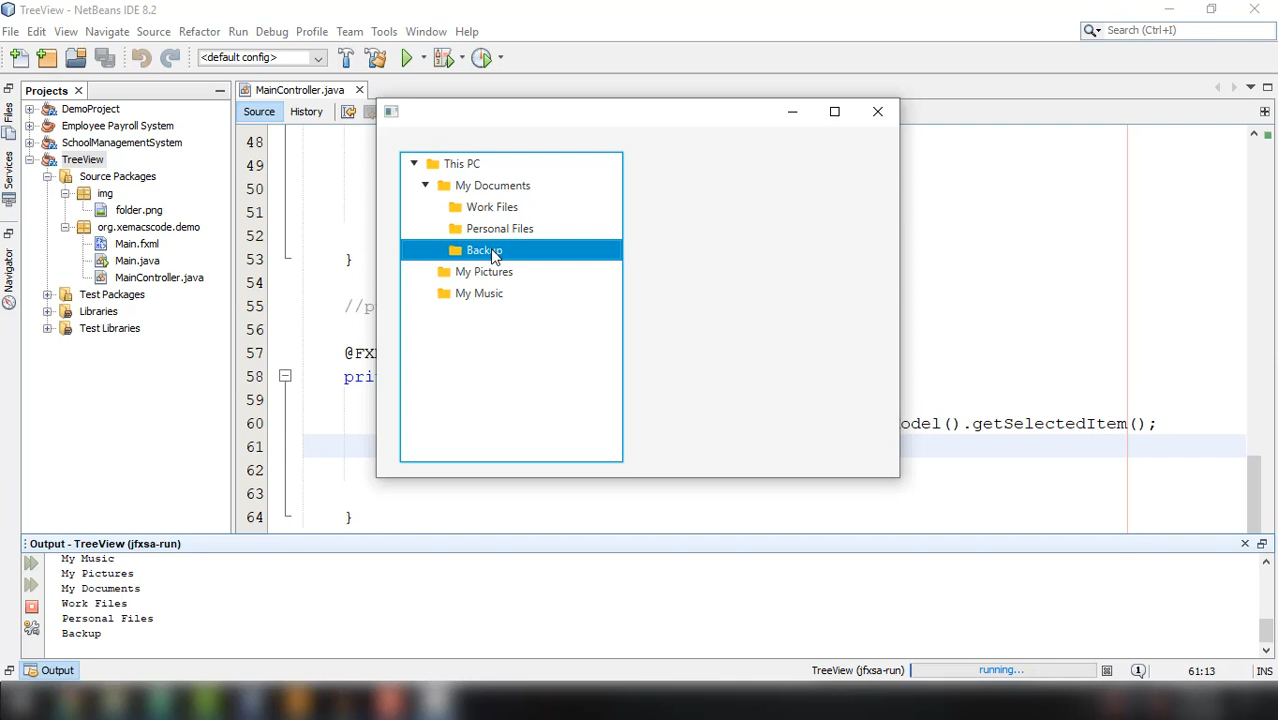 TreeView - NetBeans IDE 8.2
File Edit View Navigate Source Refactor Run Debug Profile Team Tools Window Help
Search (Ctrl+I)
<default config>
Projects
MainController.java
Files
Services
Navigator
Source History
DemoProject
Employee Payroll System
SchoolManagementSystem
TreeView
Source Packages
img
folder.png
org.xemacscode.demo
Main.fxml
Main.java
MainController.java
Test Packages
Libraries
Test Libraries
This PC
My Documents
Work Files
Personal Files
Backup
My Pictures
My Music
48
49
50
51
52
53 }
54
55 //p
56
57 @FX
58 pri
59
60 odel().getSelectedItem();
61
62
63
64 }
Output - TreeView (jfxsa-run)
My Music
My Pictures
My Documents
Work Files
Personal Files
Backup
Output
TreeView (jfxsa-run) running...
1
61:13 INS